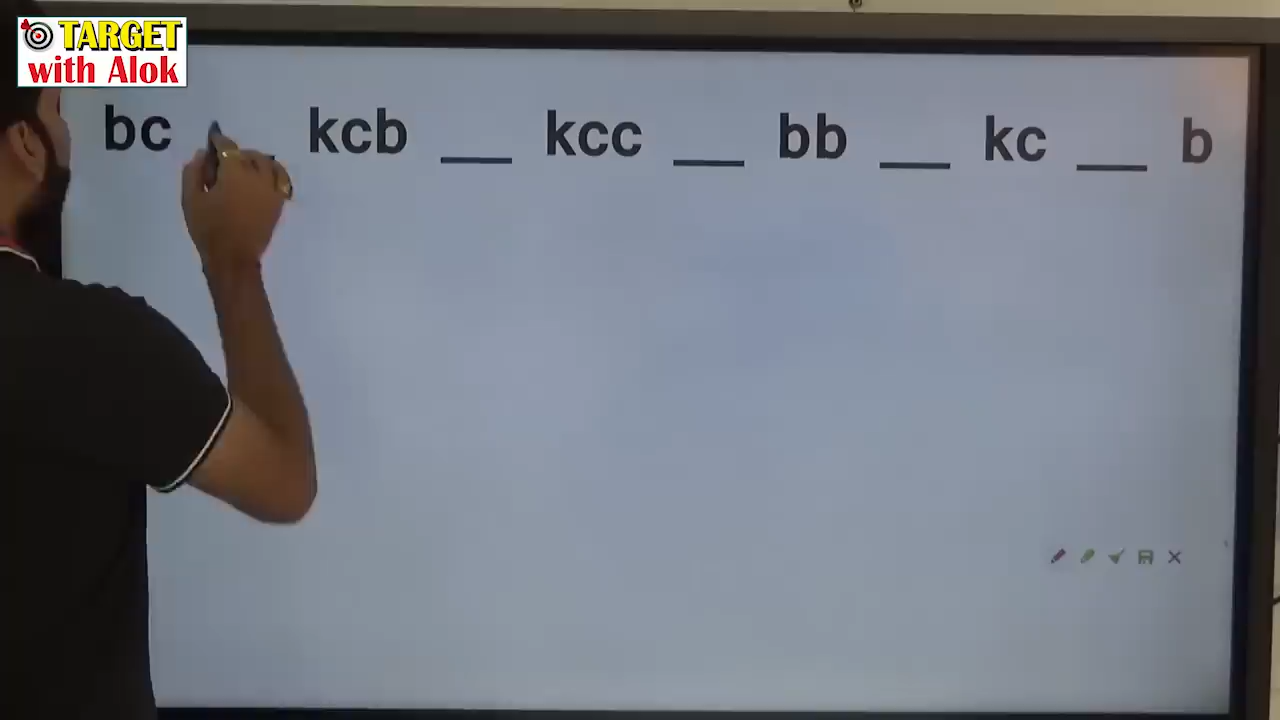 TARGET
with Alok
bc __ kcb __ kcc __ bb __ kc __ b